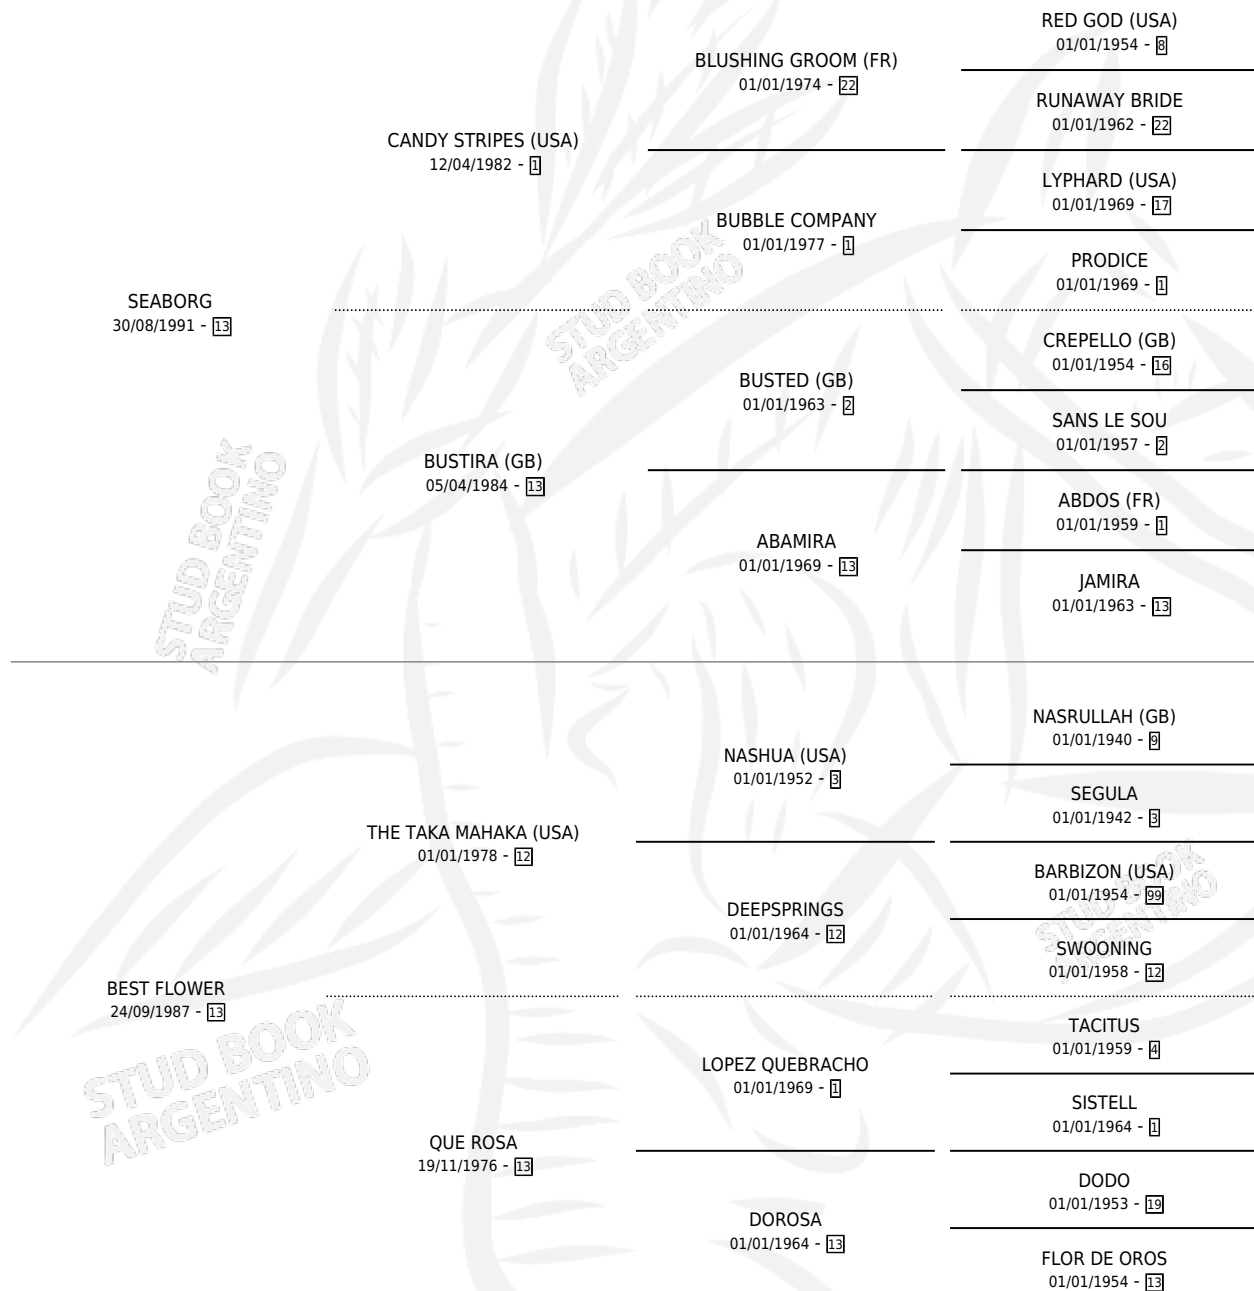 RED GOD (USA)
01/01/1954 - 8
BLUSHING GROOM (FR)
01/01/1974 - 22
RUNAWAY BRIDE
01/01/1962 - 22
CANDY STRIPES (USA)
12/04/1982 - 1
LYPHARD (USA)
01/01/1969 - 17
BUBBLE COMPANY
01/01/1977 - 1
PRODICE
01/01/1969 - 1
STUD BOOK
ARGENTINO
SEABORG
30/08/1991 - 13
CREPELLO (GB)
01/01/1954 - 16
BUSTED (GB)
01/01/1963 - 2
SANS LE SOU
01/01/1957 - 2
BUSTIRA (GB)
05/04/1984 - 13
ABDOS (FR)
01/01/1959 - 1
ABAMIRA
01/01/1969 - 13
JAMIRA
01/01/1963 - 13
STUD BOOK
ARGENTINO
NASRULLAH (GB)
01/01/1940 - 9
NASHUA (USA)
01/01/1952 - 3
SEGULA
01/01/1942 - 3
THE TAKA MAHAKA (USA)
01/01/1978 - 12
BARBIZON (USA)
01/01/1954 - 99
DEEPSPRINGS
01/01/1964 - 12
SWOONING
01/01/1958 - 12
STUD BOOK
ARGENTINO
BEST FLOWER
24/09/1987 - 13
TACITUS
01/01/1959 - 4
LOPEZ QUEBRACHO
01/01/1969 - 1
SISTELL
01/01/1964 - 1
STUD BOOK
ARGENTINO
QUE ROSA
19/11/1976 - 13
DODO
01/01/1953 - 19
DOROSA
01/01/1964 - 13
FLOR DE OROS
01/01/1954 - 13